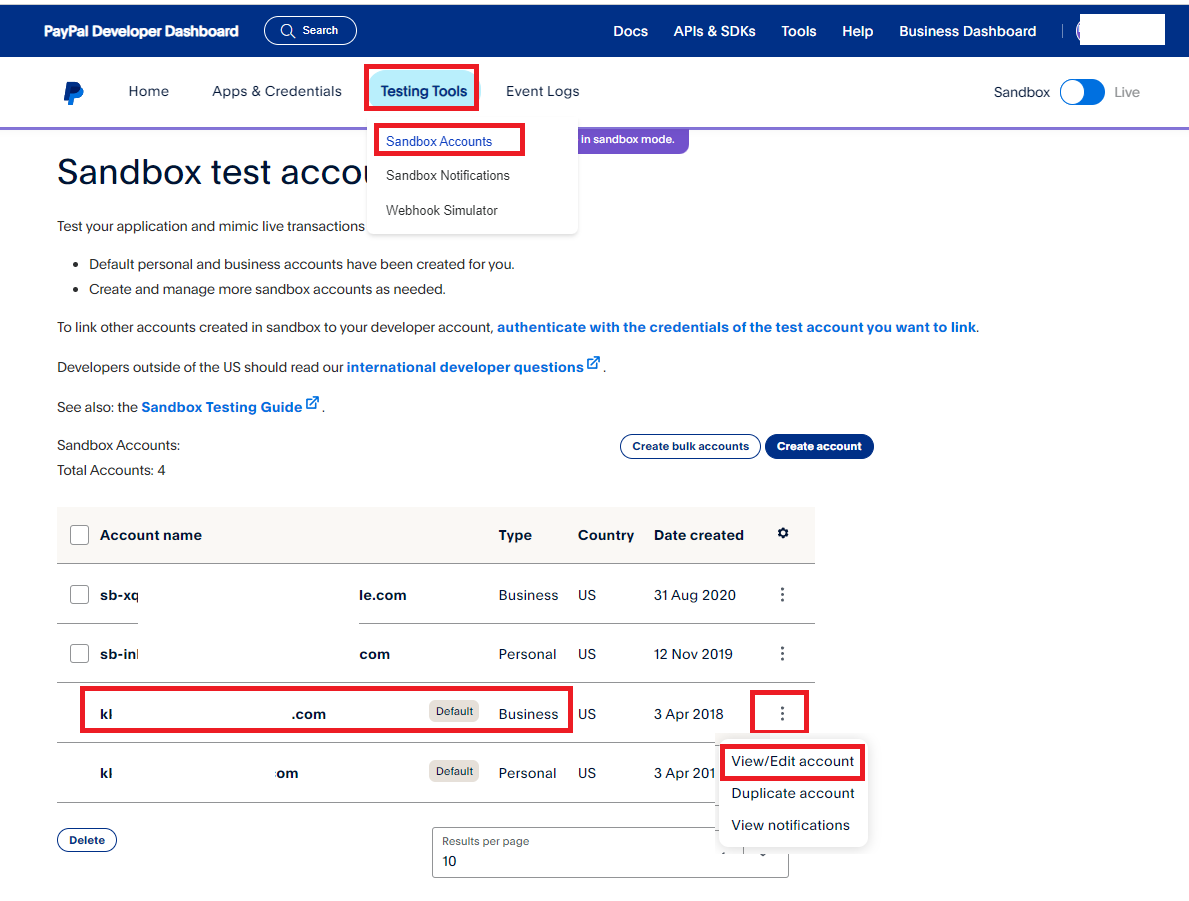 PayPal Developer Dashboard Search Docs APIs & SDKs Tools Help Business Dashboard
Home Apps & Credentials Testing Tools Event Logs Sandbox Live
Sandbox Accounts
Sandbox Notifications
Webhook Simulator
in sandbox mode.
Sandbox test accou
Test your application and mimic live transactions
• Default personal and business accounts have been created for you.
• Create and manage more sandbox accounts as needed.
To link other accounts created in sandbox to your developer account, authenticate with the credentials of the test account you want to link.
Developers outside of the US should read our international developer questions.
See also: the Sandbox Testing Guide.
Sandbox Accounts:
Total Accounts: 4
Create bulk accounts Create account
Account name Type Country Date created
sb-xq le.com Business US 31 Aug 2020
sb-in com Personal US 12 Nov 2019
kl .com Default Business US 3 Apr 2018
kl om Default Personal US 3 Apr 201
View/Edit account
Duplicate account
View notifications
Delete
Results per page
10